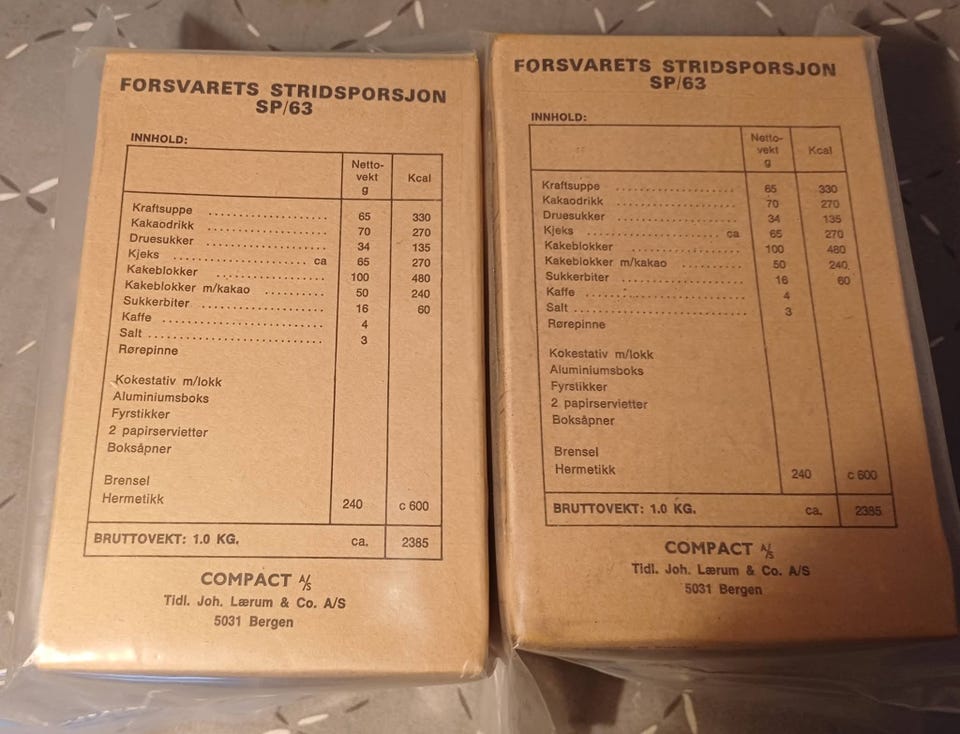 FORSVARETS STRIDSPORSJON
SP/63
INNHOLD:
Netto-
vekt
g
Kcal
Kraftsuppe 65 330
Kakaodrikk 70 270
Druesukker 34 135
Kjeks ca 65 270
Kakeblokker 100 480
Kakeblokker m/kakao 50 240
Sukkerbiter 16 60
Kaffe 4
Salt 3
Rørepinne
Kokestativ m/lokk
Aluminiumsboks
Fyrstikker
2 papirservietter
Boksåpner
Brensel
Hermetikk 240 c 600
BRUTTOVEKT: 1.0 KG. ca. 2385
COMPACT A/S
Tidl. Joh. Lærum & Co. A/S
5031 Bergen
FORSVARETS STRIDSPORSJON
SP/63
INNHOLD:
Netto-
vekt
g
Kcal
Kraftsuppe 65 330
Kakaodrikk 70 270
Druesukker 34 135
Kjeks ca 65 270
Kakeblokker 100 480
Kakeblokker m/kakao 50 240
Sukkerbiter 16 60
Kaffe 4
Salt 3
Rørepinne
Kokestativ m/lokk
Aluminiumsboks
Fyrstikker
2 papirservietter
Boksåpner
Brensel
Hermetikk 240 c 600
BRUTTOVEKT: 1.0 KG. ca. 2385
COMPACT A/S
Tidl. Joh. Lærum & Co. A/S
5031 Bergen